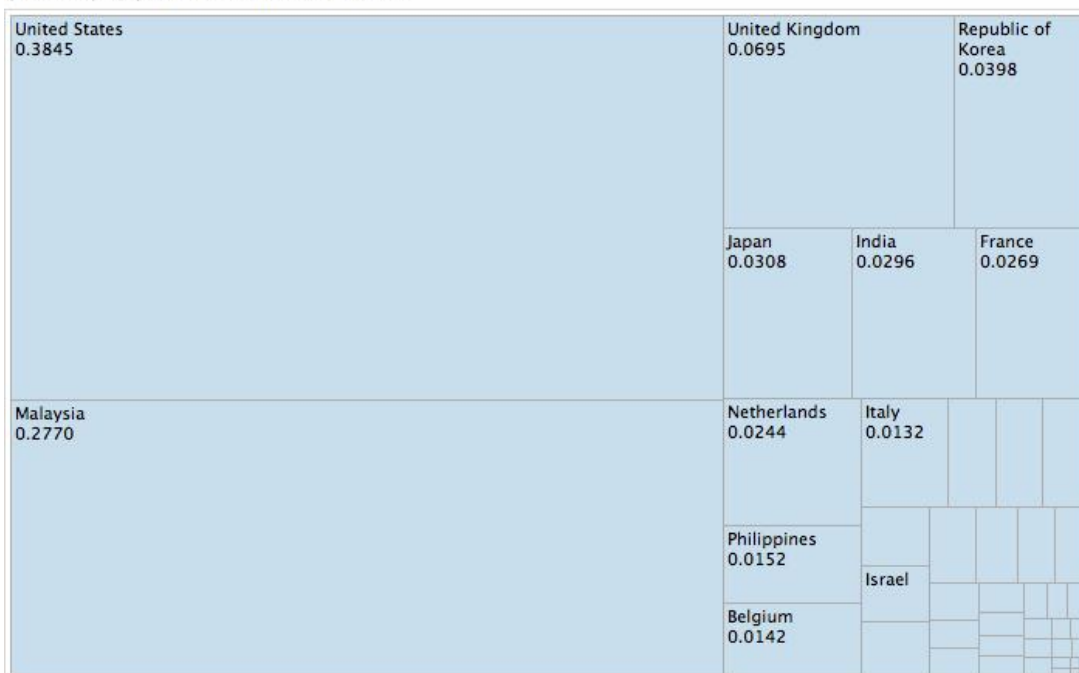 United States
0.3845
United Kingdom
0.0695
Republic of
Korea
0.0398
Japan
0.0308
India
0.0296
France
0.0269
Malaysia
0.2770
Netherlands
0.0244
Italy
0.0132
Philippines
0.0152
Israel
Belgium
0.0142